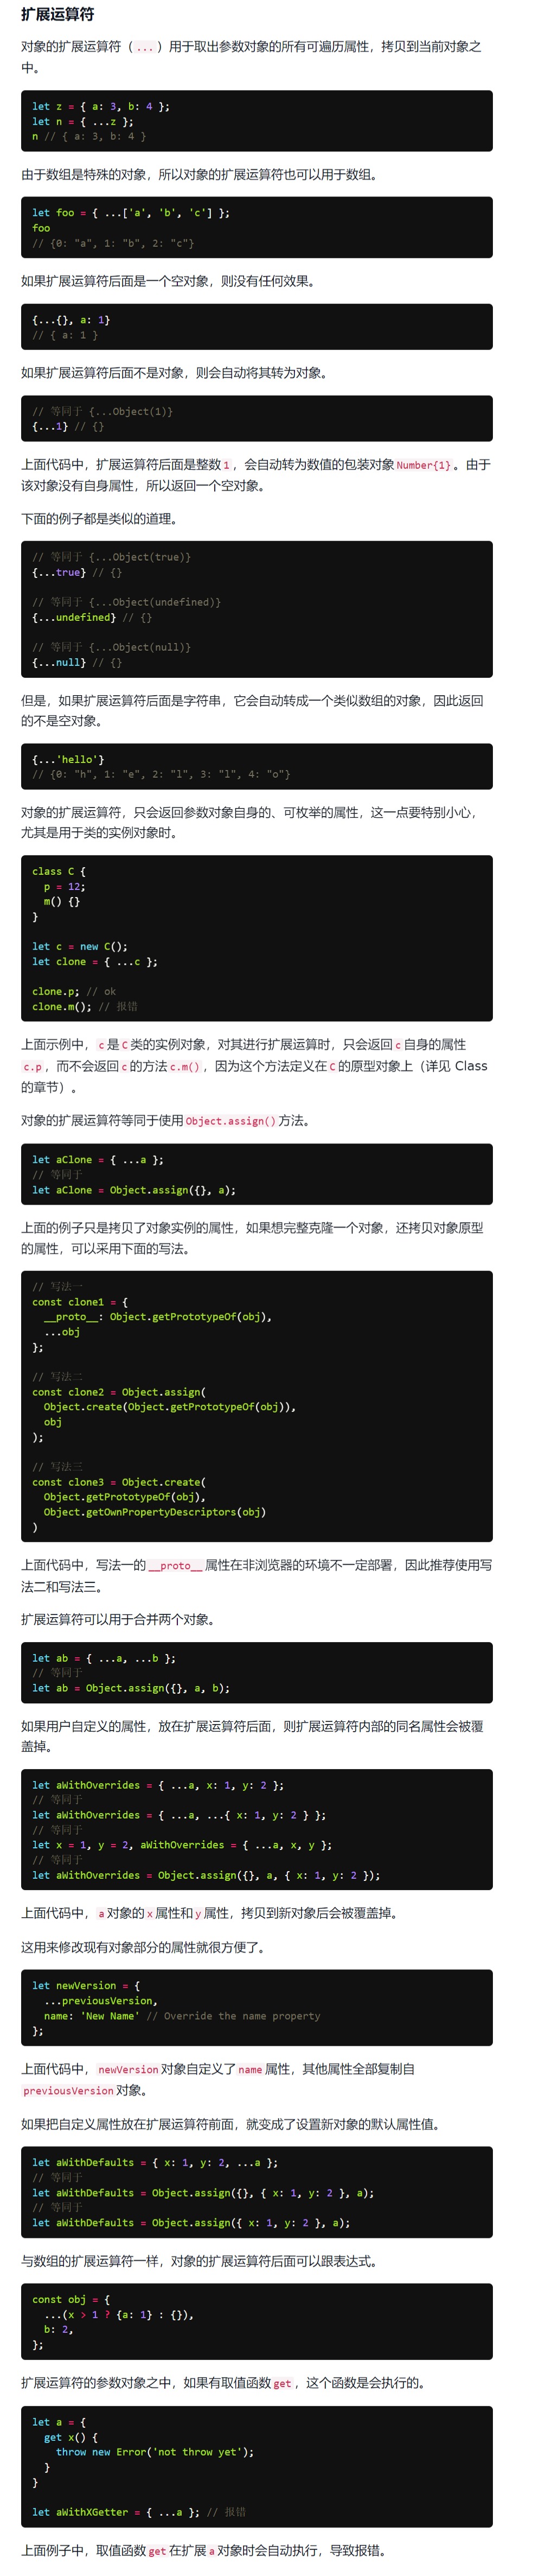 扩展运算符
对象的扩展运算符（...）用于取出参数对象的所有可遍历属性，拷贝到当前对象之
中。
let z = { a: 3, b: 4 };
let n = { ...z };
n // { a: 3, b: 4 }
由于数组是特殊的对象，所以对象的扩展运算符也可以用于数组。
let foo = { ...['a', 'b', 'c'] };
foo
// {0: "a", 1: "b", 2: "c"}
如果扩展运算符后面是一个空对象，则没有任何效果。
{...{}, a: 1}
// { a: 1 }
如果扩展运算符后面不是对象，则会自动将其转为对象。
// 等同于 {...Object(1)}
{...1} // {}
上面代码中，扩展运算符后面是整数1，会自动转为数值的包装对象Number{1}。由于
该对象没有自身属性，所以返回一个空对象。
下面的例子都是类似的道理。
// 等同于 {...Object(true)}
{...true} // {}
// 等同于 {...Object(undefined)}
{...undefined} // {}
// 等同于 {...Object(null)}
{...null} // {}
但是，如果扩展运算符后面是字符串，它会自动转成一个类似数组的对象，因此返回
的不是空对象。
{...'hello'}
// {0: "h", 1: "e", 2: "l", 3: "l", 4: "o"}
对象的扩展运算符，只会返回参数对象自身的、可枚举的属性，这一点要特别小心，
尤其是用于类的实例对象时。
class C {
  p = 12;
  m() {}
}
let c = new C();
let clone = { ...c };
clone.p; // ok
clone.m(); // 报错
上面示例中，c是C类的实例对象，对其进行扩展运算时，只会返回c自身的属性
c.p，而不会返回c的方法c.m()，因为这个方法定义在C的原型对象上（详见 Class
的章节）。
对象的扩展运算符等同于使用Object.assign()方法。
let aClone = { ...a };
// 等同于
let aClone = Object.assign({}, a);
上面的例子只是拷贝了对象实例的属性，如果想完整克隆一个对象，还拷贝对象原型
的属性，可以采用下面的写法。
// 写法一
const clone1 = {
  __proto__: Object.getPrototypeOf(obj),
  ...obj
};
// 写法二
const clone2 = Object.assign(
  Object.create(Object.getPrototypeOf(obj)),
  obj
);
// 写法三
const clone3 = Object.create(
  Object.getPrototypeOf(obj),
  Object.getOwnPropertyDescriptors(obj)
)
上面代码中，写法一的__proto__属性在非浏览器的环境不一定部署，因此推荐使用写
法二和写法三。
扩展运算符可以用于合并两个对象。
let ab = { ...a, ...b };
// 等同于
let ab = Object.assign({}, a, b);
如果用户自定义的属性，放在扩展运算符后面，则扩展运算符内部的同名属性会被覆
盖掉。
let aWithOverrides = { ...a, x: 1, y: 2 };
// 等同于
let aWithOverrides = { ...a, ...{ x: 1, y: 2 } };
// 等同于
let x = 1, y = 2, aWithOverrides = { ...a, x, y };
// 等同于
let aWithOverrides = Object.assign({}, a, { x: 1, y: 2 });
上面代码中，a对象的x属性和y属性，拷贝到新对象后会被覆盖掉。
这用来修改现有对象部分的属性就很方便了。
let newVersion = {
  ...previousVersion,
  name: 'New Name' // Override the name property
};
上面代码中，newVersion对象自定义了name属性，其他属性全部复制自
previousVersion对象。
如果把自定义属性放在扩展运算符前面，就变成了设置新对象的默认属性值。
let aWithDefaults = { x: 1, y: 2, ...a };
// 等同于
let aWithDefaults = Object.assign({}, { x: 1, y: 2 }, a);
// 等同于
let aWithDefaults = Object.assign({ x: 1, y: 2 }, a);
与数组的扩展运算符一样，对象的扩展运算符后面可以跟表达式。
const obj = {
  ...(x > 1 ? {a: 1} : {}),
  b: 2,
};
扩展运算符的参数对象之中，如果有取值函数get，这个函数是会执行的。
let a = {
  get x() {
    throw new Error('not throw yet');
  }
}
let aWithXGetter = { ...a }; // 报错
上面例子中，取值函数get在扩展a对象时会自动执行，导致报错。